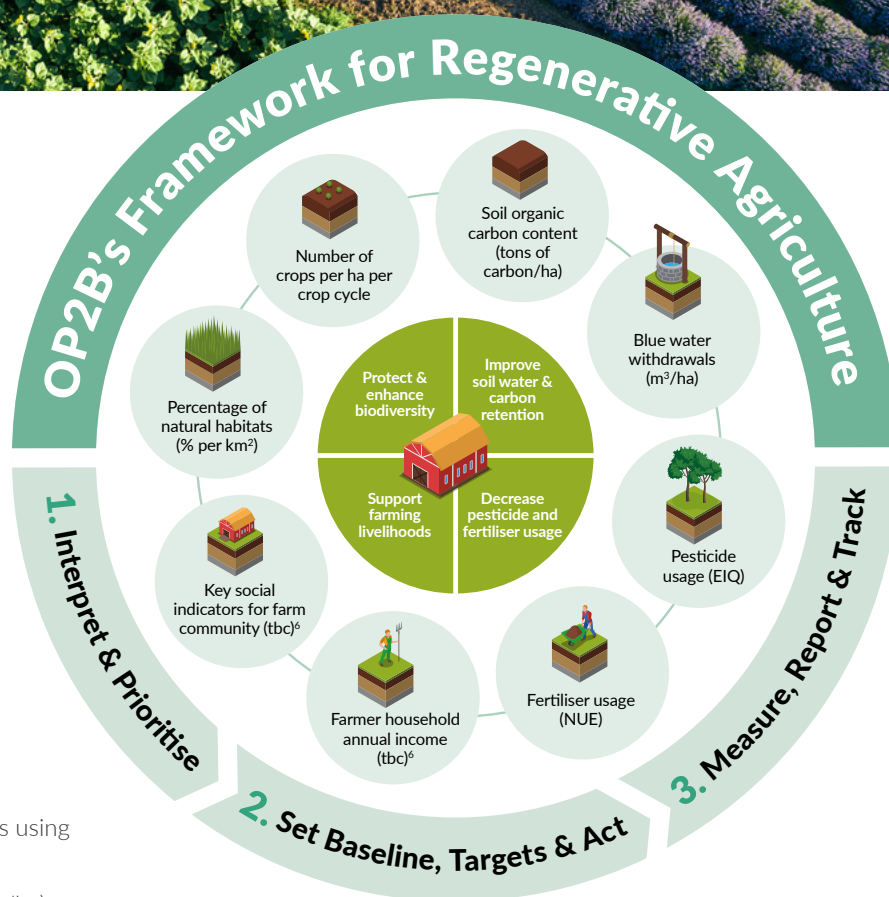 OP2B's Framework for Regenerative Agriculture
Soil organic
carbon content
(tons of
carbon/ha)
Number of
crops per ha per
crop cycle
Blue water
withdrawals
(m³/ha)
Percentage of
natural habitats
(% per km²)
Protect &
enhance
biodiversity
Improve
soil water &
carbon
retention
Support
farming
livelihoods
Decrease
pesticide and
fertiliser usage
Pesticide
usage (EIQ)
Key social
indicators for farm
community (tbc)⁶
Fertiliser usage
(NUE)
Farmer household
annual income
(tbc)⁶
1. Interpret & Prioritise
2. Set Baseline, Targets & Act
3. Measure, Report & Track
s using